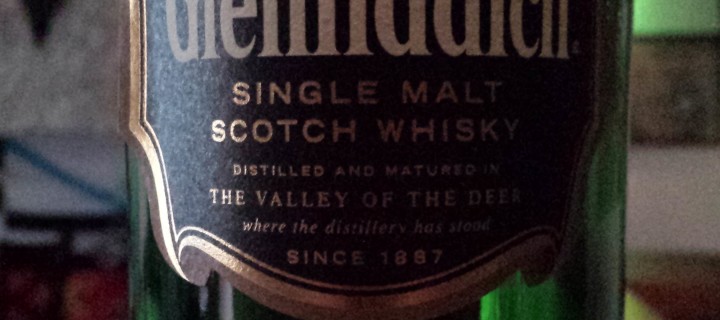 Glenfiddich
SINGLE MALT
SCOTCH WHISKY
DISTILLED AND MATURED IN
THE VALLEY OF THE DEER
where the distillery has stood
SINCE 1887